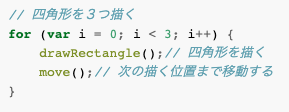 // 四角形を３つ描く
for (var i = 0; i < 3; i++) {
    drawRectangle();// 四角形を描く
    move();// 次の描く位置まで移動する
}